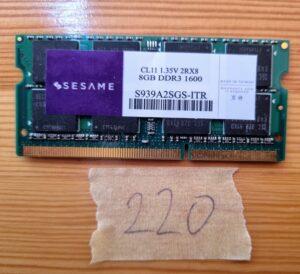 SESAME
CL11 1.35V 2RX8
8GB DDR3 1600
S939A2SGS-ITR
220